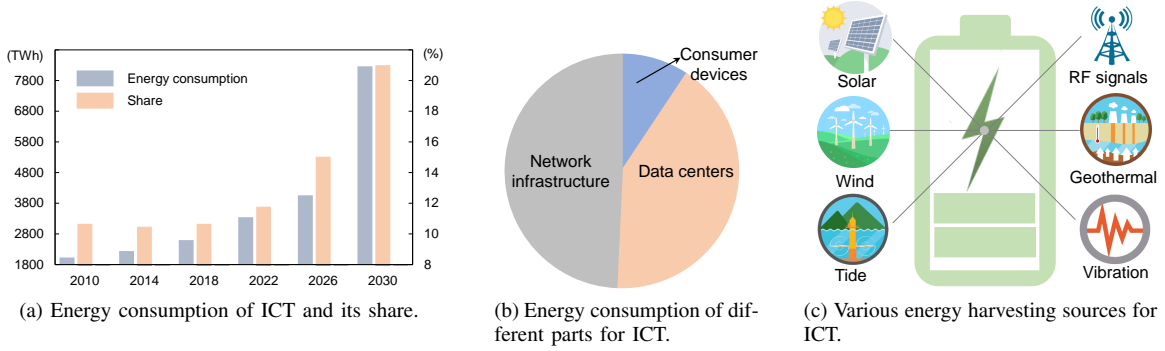 (TWh)
(%)
7800
6800
5800
4800
3800
2800
1800
20
18
16
14
12
10
8
Energy consumption
Share
2010 2014 2018 2022 2026 2030
(a) Energy consumption of ICT and its share.
Consumer
devices
Network
infrastructure
Data centers
(b) Energy consumption of dif-
ferent parts for ICT.
Solar
RF signals
Wind
Geothermal
Tide
Vibration
(c) Various energy harvesting sources for
ICT.